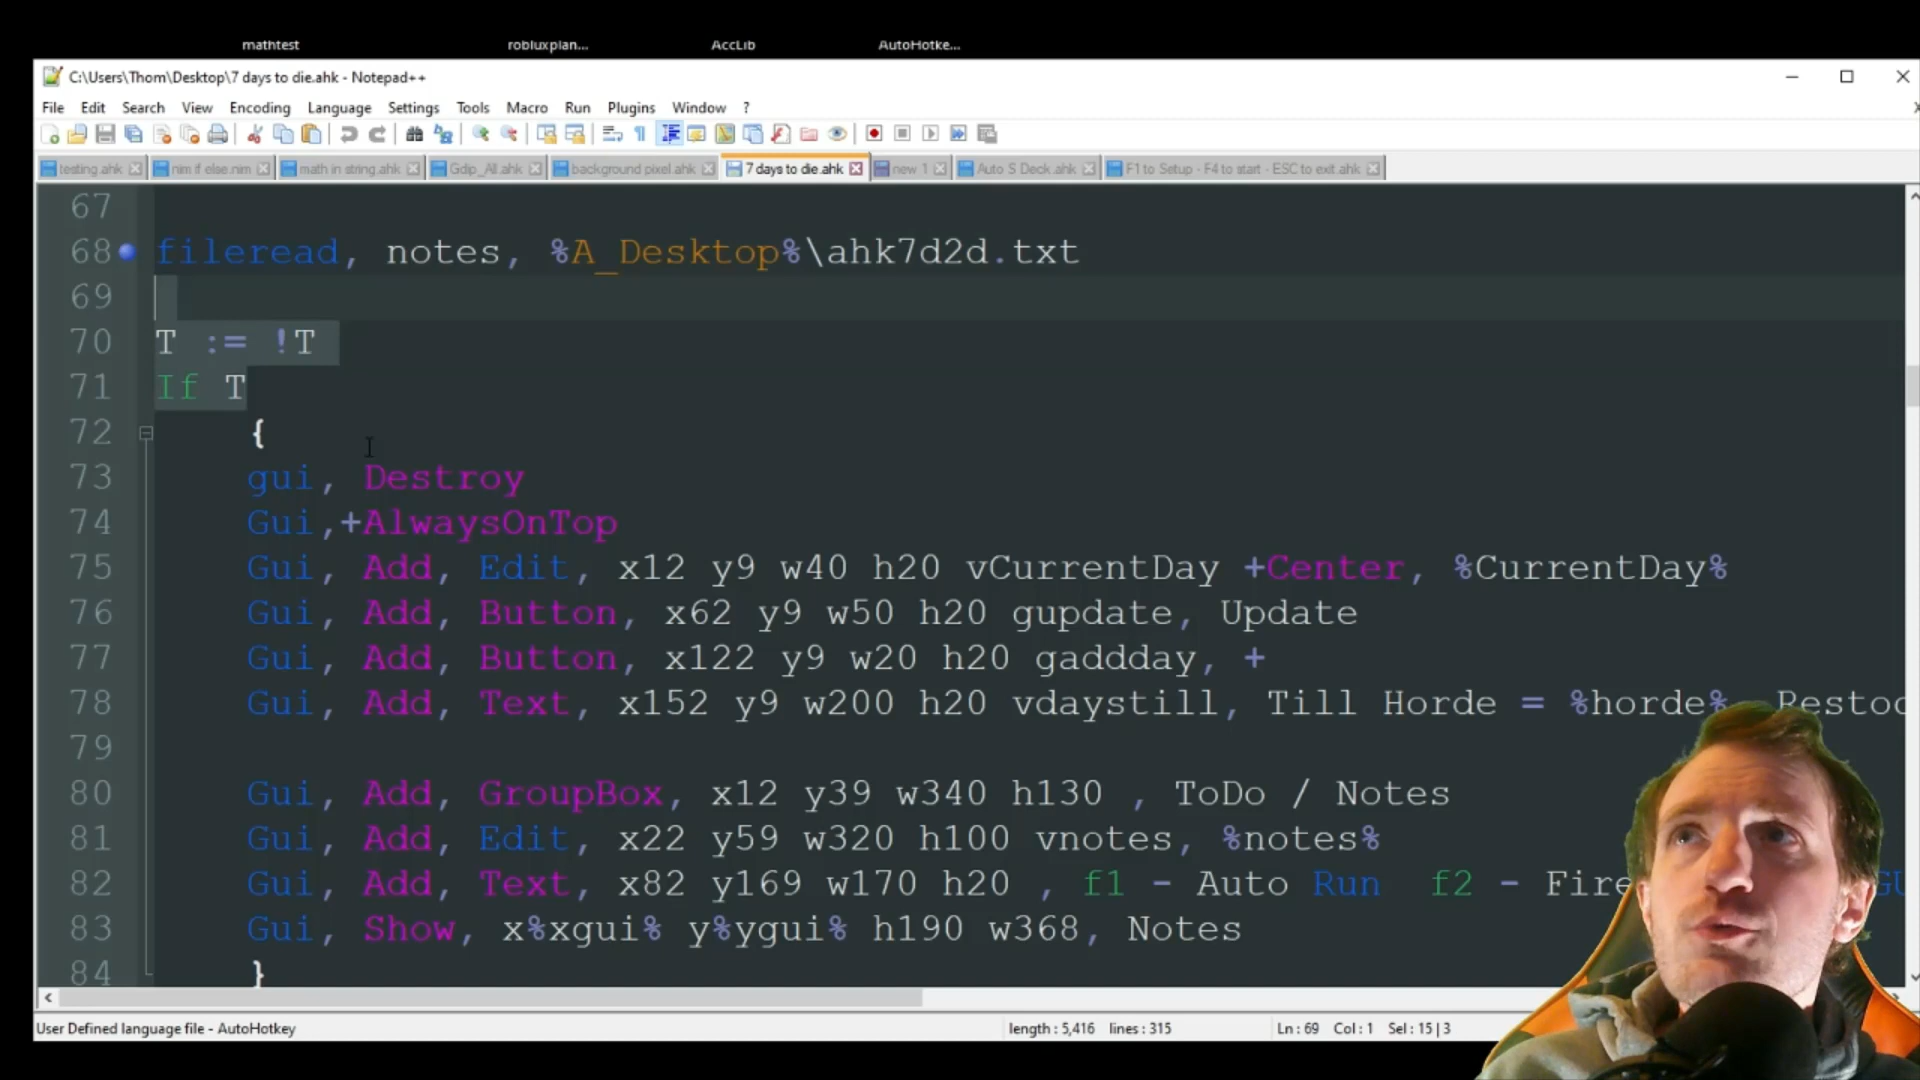 mathtest robluxplan... AccLib AutoHotke...
C:\Users\Thom\Desktop\7 days to die.ahk - Notepad++
File Edit Search View Encoding Language Settings Tools Macro Run Plugins Window ?
testing.ahk nim if else.nim math in string.ahk Gdip_All.ahk background pixel.ahk 7 days to die.ahk new 1 Auto S Deck.ahk F1 to Setup - F4 to start - ESC to exit.ahk
67
68 fileread, notes, %A_Desktop%\ahk7d2d.txt
69
70 T := !T
71 If T
72 {
73 gui, Destroy
74 Gui,+AlwaysOnTop
75 Gui, Add, Edit, x12 y9 w40 h20 vCurrentDay +Center, %CurrentDay%
76 Gui, Add, Button, x62 y9 w50 h20 gupdate, Update
77 Gui, Add, Button, x122 y9 w20 h20 gaddday, +
78 Gui, Add, Text, x152 y9 w200 h20 vdaystill, Till Horde = %horde%
79
80 Gui, Add, GroupBox, x12 y39 w340 h130 , ToDo / Notes
81 Gui, Add, Edit, x22 y59 w320 h100 vnotes, %notes%
82 Gui, Add, Text, x82 y169 w170 h20 , f1 - Auto Run f2 - Fire
83 Gui, Show, x%xgui% y%ygui% h190 w368, Notes
84 }
User Defined language file - AutoHotkey length : 5,416 lines : 315 Ln : 69 Col : 1 Sel : 15 | 3